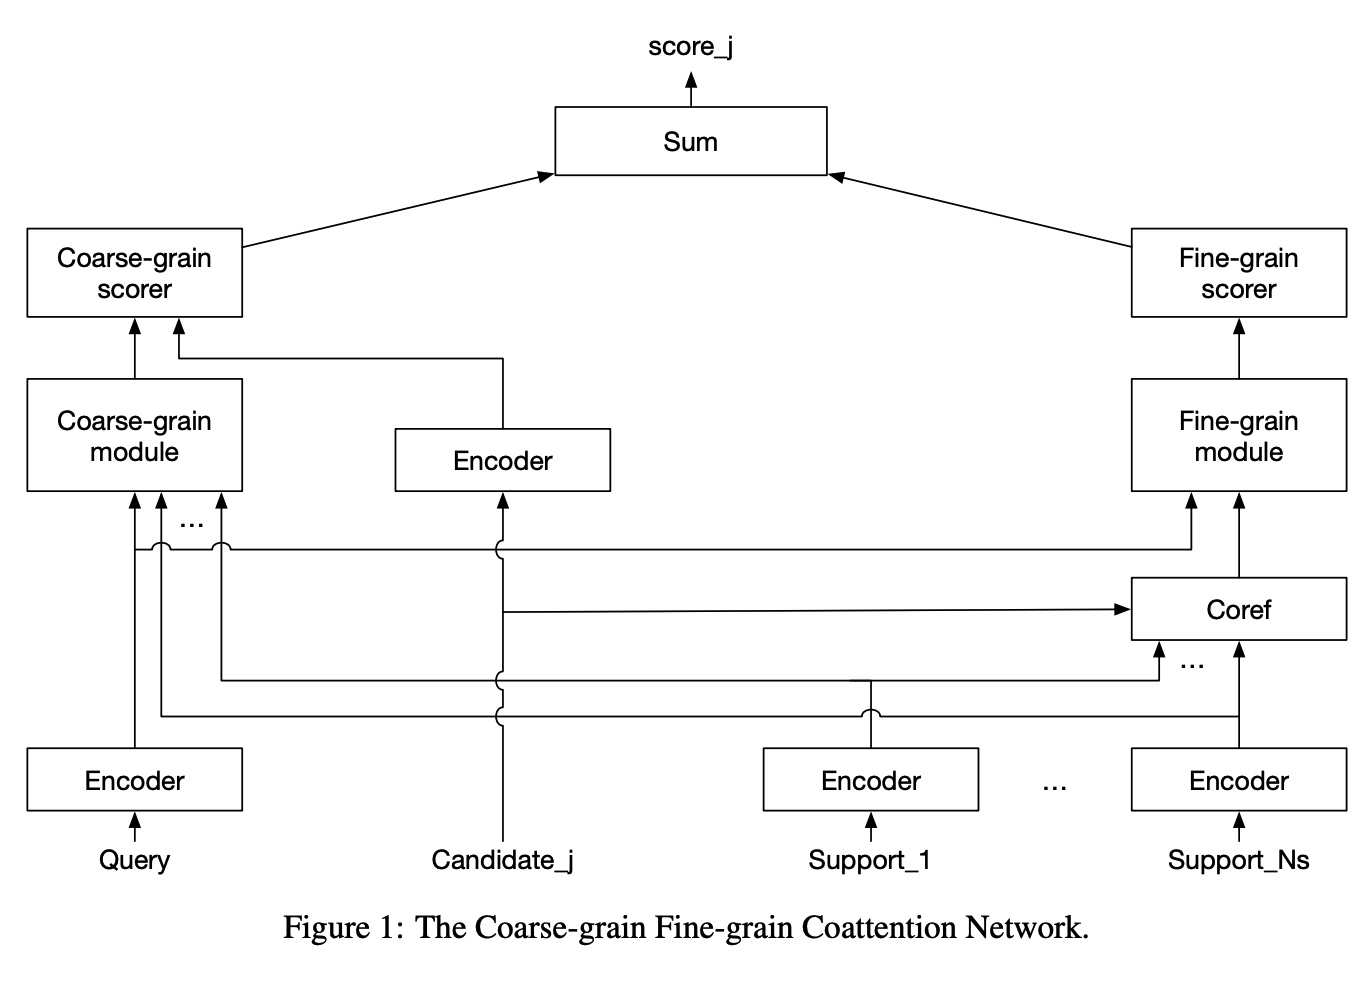 score_j
Sum
Coarse-grain
scorer
Fine-grain
scorer
Coarse-grain
module
Fine-grain
module
Encoder
...
Coref
...
Encoder
Encoder
...
Encoder
Query
Candidate_j
Support_1
Support_Ns
Figure 1: The Coarse-grain Fine-grain Coattention Network.